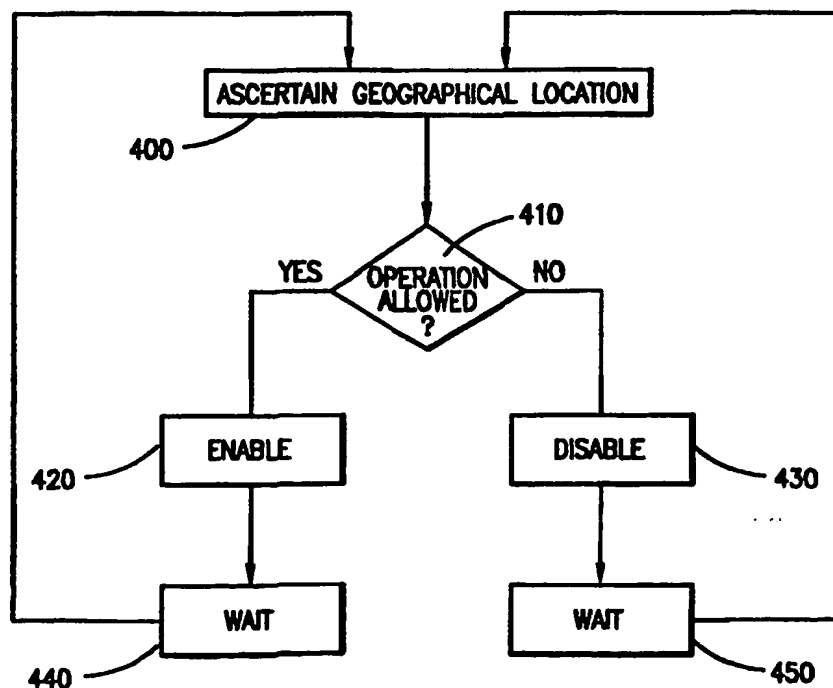 ASCERTAIN GEOGRAPHICAL LOCATION
400
410
YES
OPERATION
ALLOWED
?
NO
ENABLE
420
DISABLE
430
WAIT
440
WAIT
450